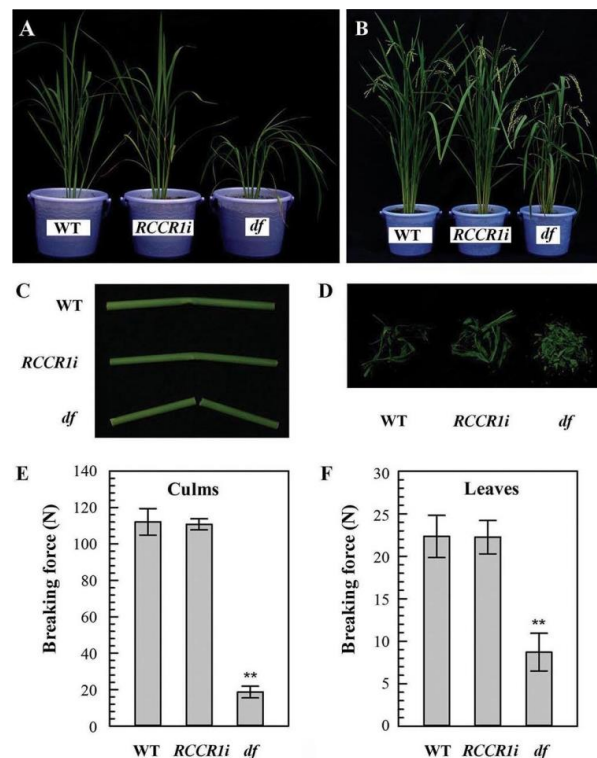 A
WT
RCCR1i
df
B
WT
RCCR1i
df
C
WT
RCCR1i
df
D
WT RCCR1i df
E
Culms
Breaking force (N)
140
120
100
80
60
40
20
0
**
WT RCCR1i df
F
Leaves
Breaking force (N)
30
25
20
15
10
5
0
**
WT RCCR1i df